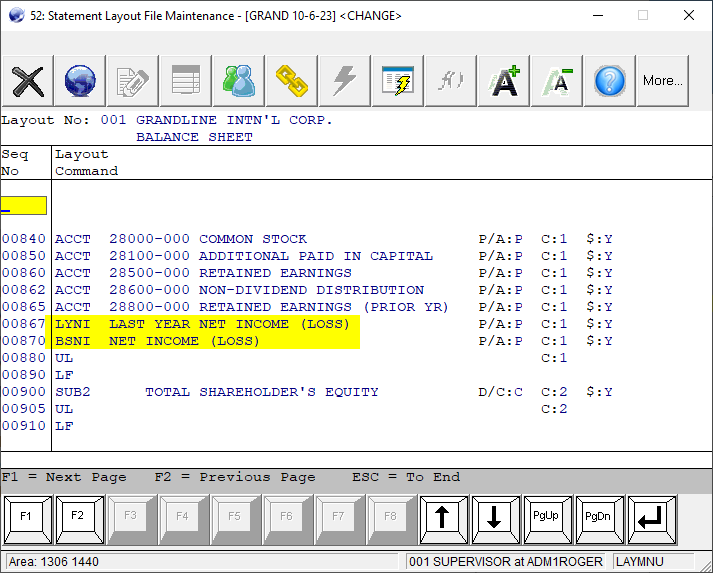 52: Statement Layout File Maintenance - [GRAND 10-6-23] <CHANGE>
f() More...
Layout No: 001 GRANDLINE INTN'L CORP.
BALANCE SHEET
Seq Layout
No Command
00840 ACCT 28000-000 COMMON STOCK P/A:P C:1 $:Y
00850 ACCT 28100-000 ADDITIONAL PAID IN CAPITAL P/A:P C:1 $:Y
00860 ACCT 28500-000 RETAINED EARNINGS P/A:P C:1 $:Y
00862 ACCT 28600-000 NON-DIVIDEND DISTRIBUTION P/A:P C:1 $:Y
00865 ACCT 28800-000 RETAINED EARNINGS (PRIOR YR) P/A:P C:1 $:Y
00867 LYNI LAST YEAR NET INCOME (LOSS) P/A:P C:1 $:Y
00870 BSNI NET INCOME (LOSS) P/A:P C:1 $:Y
00880 UL C:1
00890 LF
00900 SUB2 TOTAL SHAREHOLDER'S EQUITY D/C:C C:2 $:Y
00905 UL C:2
00910 LF
F1 = Next Page F2 = Previous Page ESC = To End
F1 F2 F3 F4 F5 F6 F7 F8 PgUp PgDn
Area: 1306 1440 001 SUPERVISOR at ADM1ROGER LAYMNU